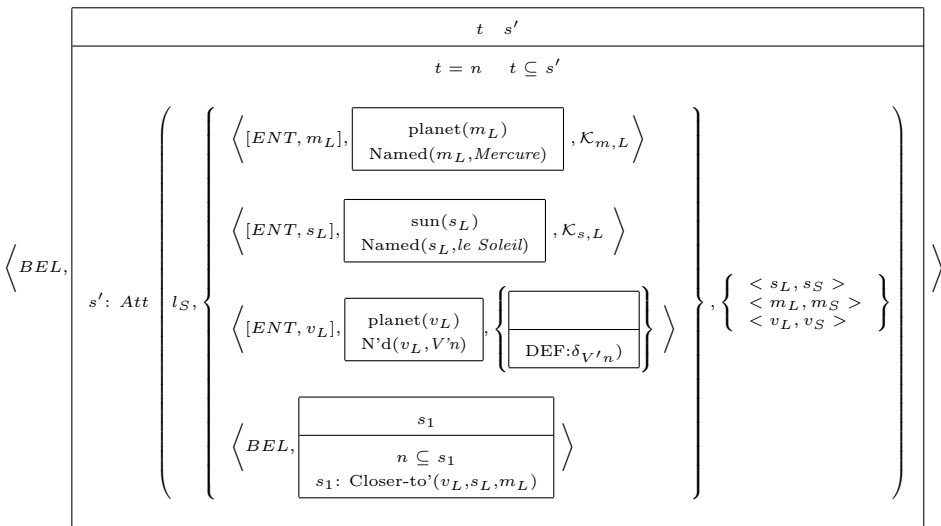 t s′
t = n t ⊆ s′
⟨[ENT, m_L], planet(m_L)
Named(m_L,Mercure) , 𝒦_{m,L}⟩
⟨[ENT, s_L], sun(s_L)
Named(s_L,le Soleil) , 𝒦_{s,L} ⟩
⟨BEL, s′: Att ( l_S, { } , { < s_L, s_S >
< m_L, m_S >
< v_L, v_S > } ) ⟩
⟨[ENT, v_L], planet(v_L)
N'd(v_L, V'n) , { DEF:δ_{V′n}) } ⟩
s_1
⟨BEL, n ⊆ s_1 ⟩
s_1: Closer-to'(v_L,s_L,m_L)